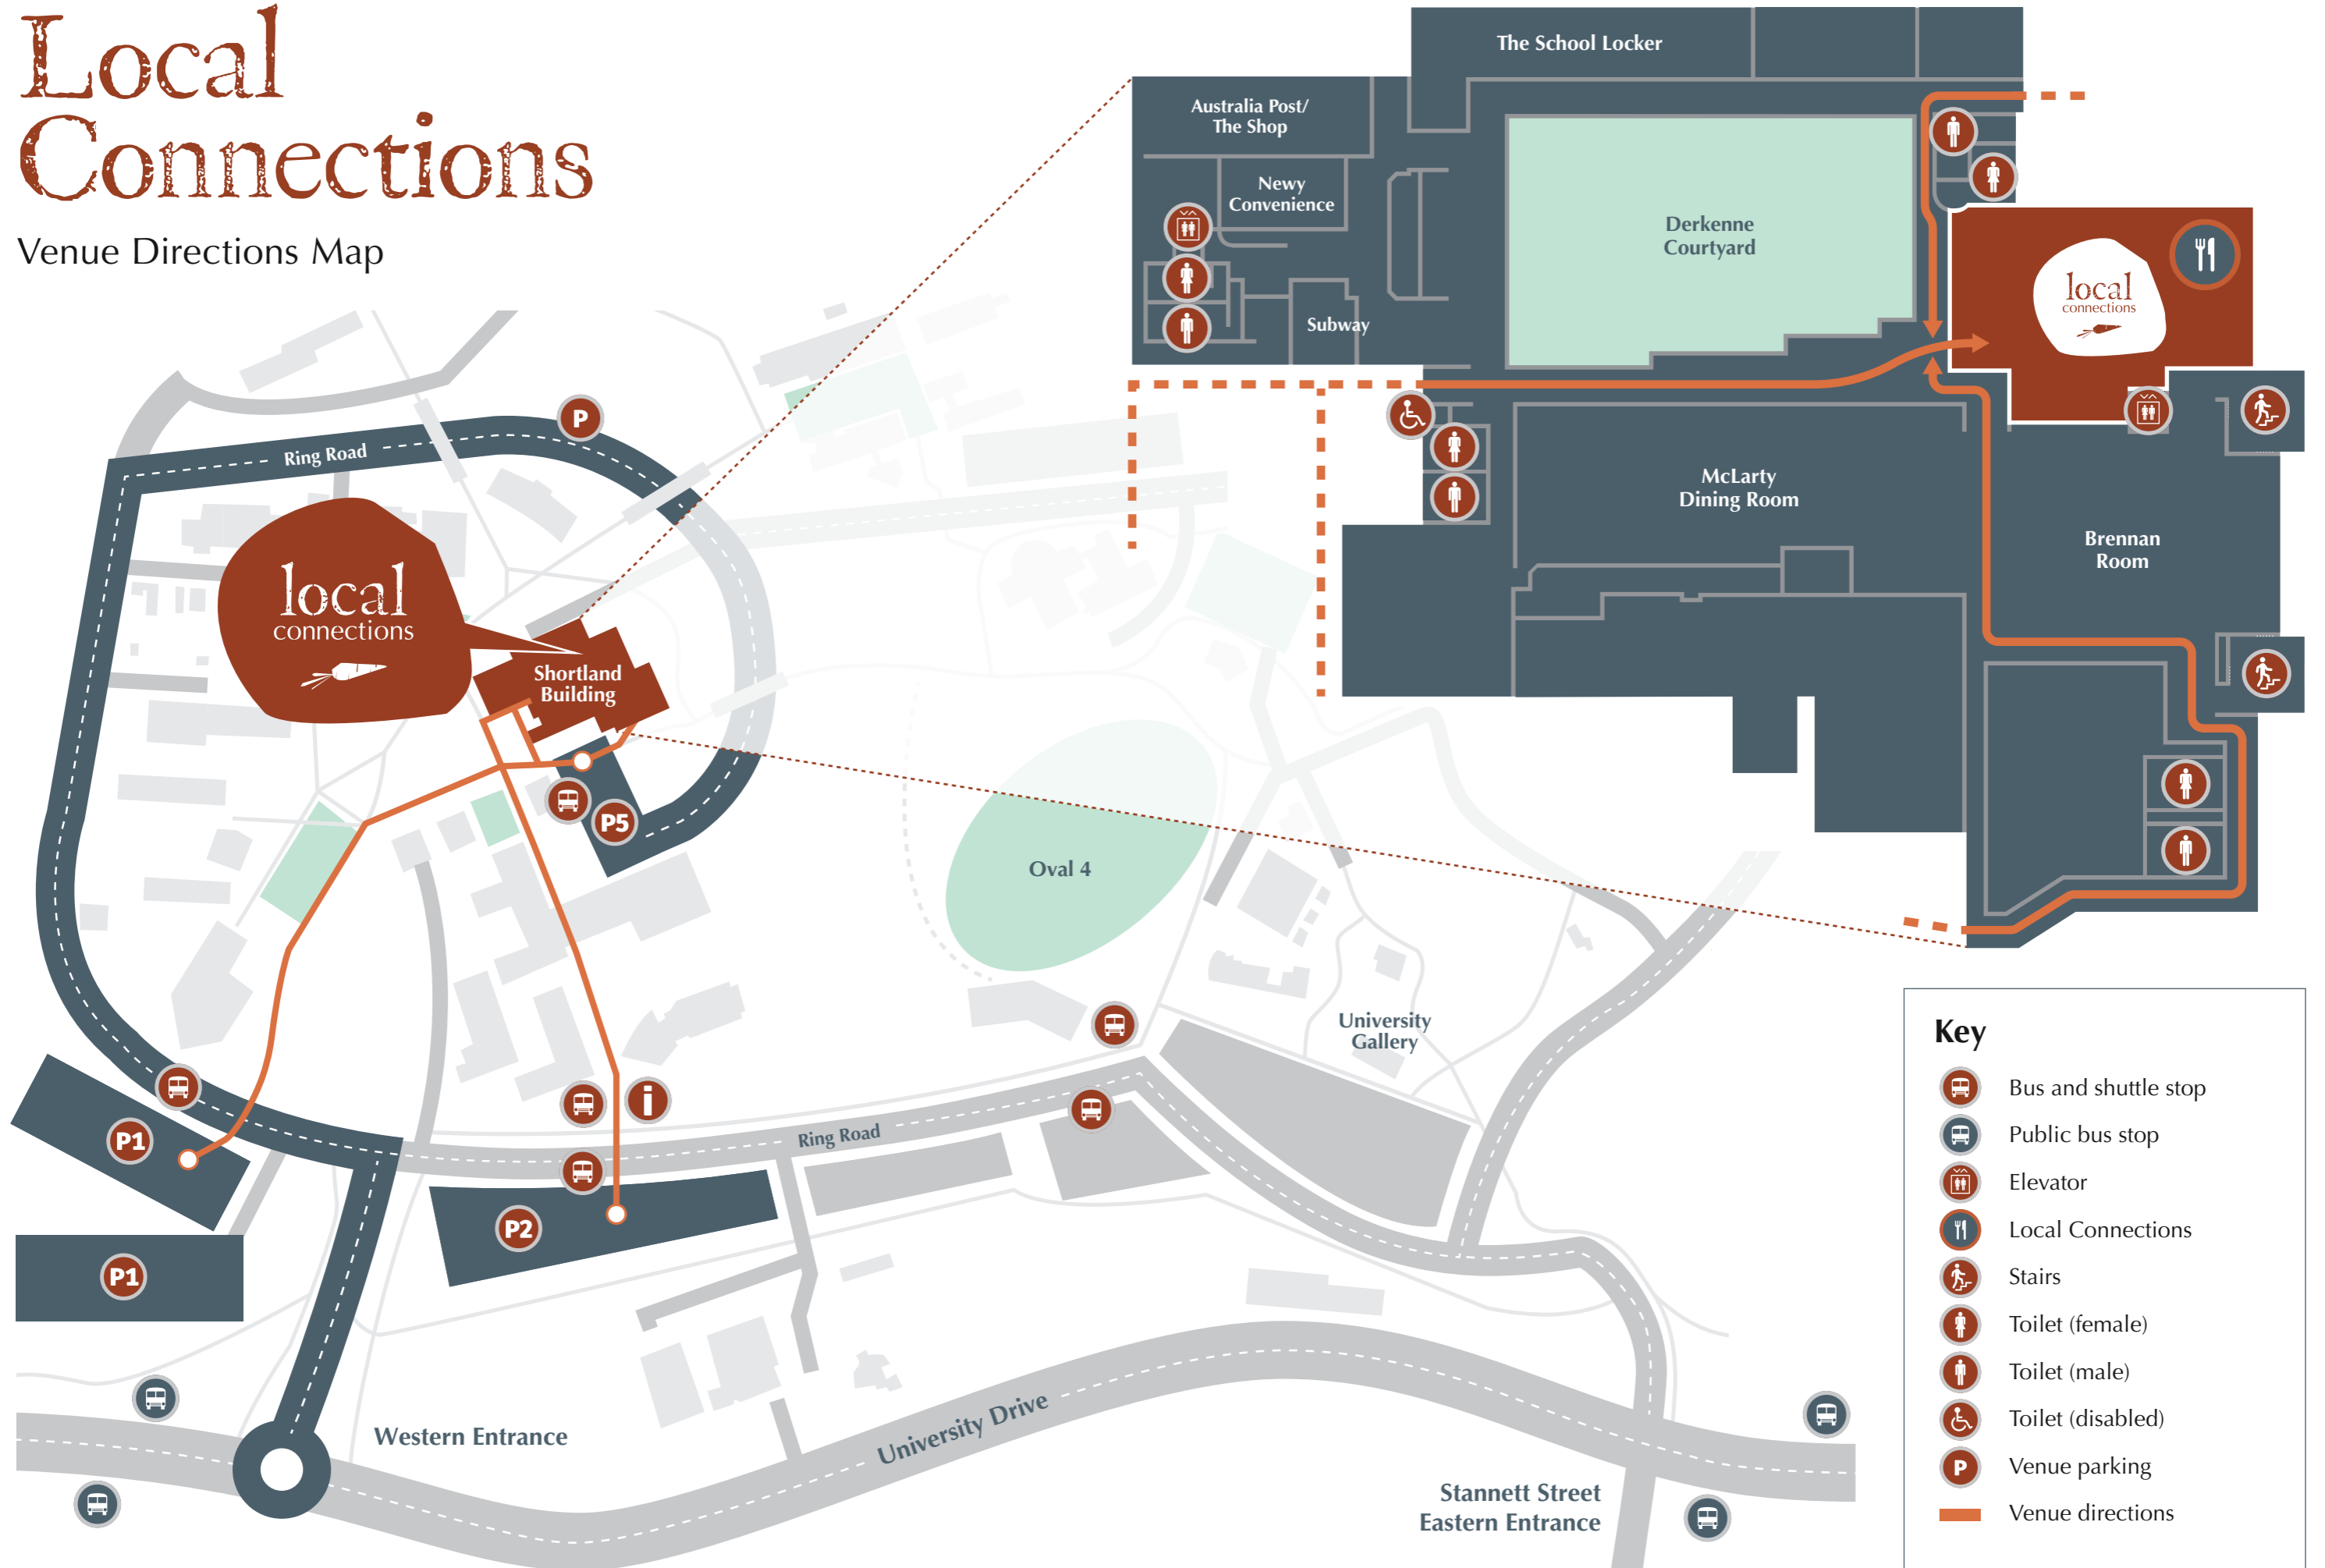 Local
Connections
Venue Directions Map
The School Locker
Australia Post/
The Shop
Newy
Convenience
Subway
Derkenne
Courtyard
local
connections
McLarty
Dining Room
Brennan
Room
P
Ring Road
local
connections
Shortland
Building
P5
Oval 4
University
Gallery
P1
i
Ring Road
P2
P1
Western Entrance
University Drive
Stannett Street
Eastern Entrance
Key
Bus and shuttle stop
Public bus stop
Elevator
Local Connections
Stairs
Toilet (female)
Toilet (male)
Toilet (disabled)
P Venue parking
Venue directions